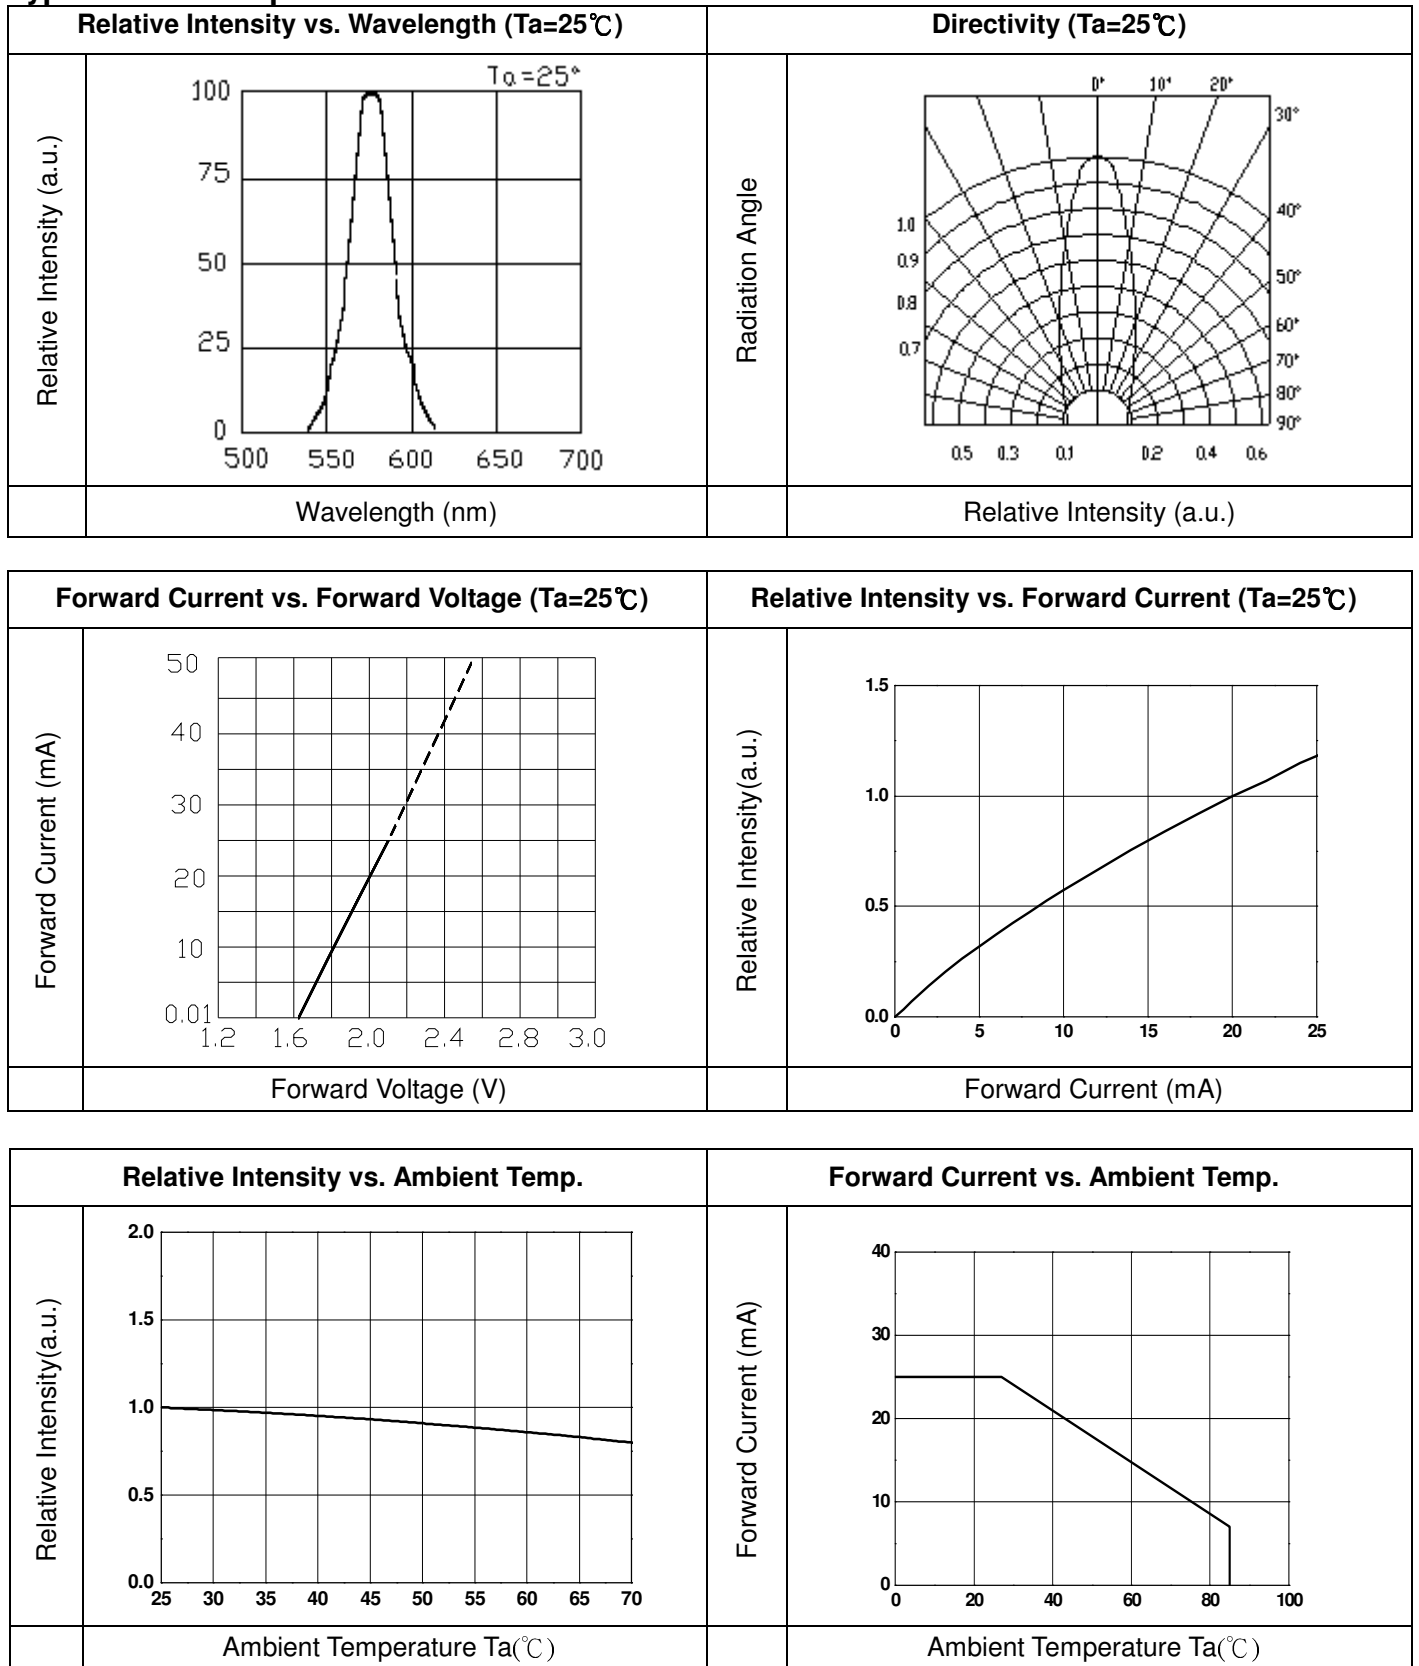 Relative Intensity vs. Wavelength (Ta=25℃)
Directivity (Ta=25℃)
Relative Intensity (a.u.)
Ta=25°
100
75
50
25
0
500 550 600 650 700
Wavelength (nm)
Radiation Angle
0° 10° 20°
30°
40°
50°
60°
70°
80°
90°
1.0
0.9
0.8
0.7
0.5 0.3 0.1 0.2 0.4 0.6
Relative Intensity (a.u.)
Forward Current vs. Forward Voltage (Ta=25℃)
Relative Intensity vs. Forward Current (Ta=25℃)
Forward Current (mA)
50
40
30
20
10
0.01
1.2 1.6 2.0 2.4 2.8 3.0
Forward Voltage (V)
Relative Intensity(a.u.)
1.5
1.0
0.5
0.0
0 5 10 15 20 25
Forward Current (mA)
Relative Intensity vs. Ambient Temp.
Forward Current vs. Ambient Temp.
Relative Intensity(a.u.)
2.0
1.5
1.0
0.5
0.0
25 30 35 40 45 50 55 60 65 70
Ambient Temperature Ta(℃)
Forward Current (mA)
40
30
20
10
0
0 20 40 60 80 100
Ambient Temperature Ta(℃)